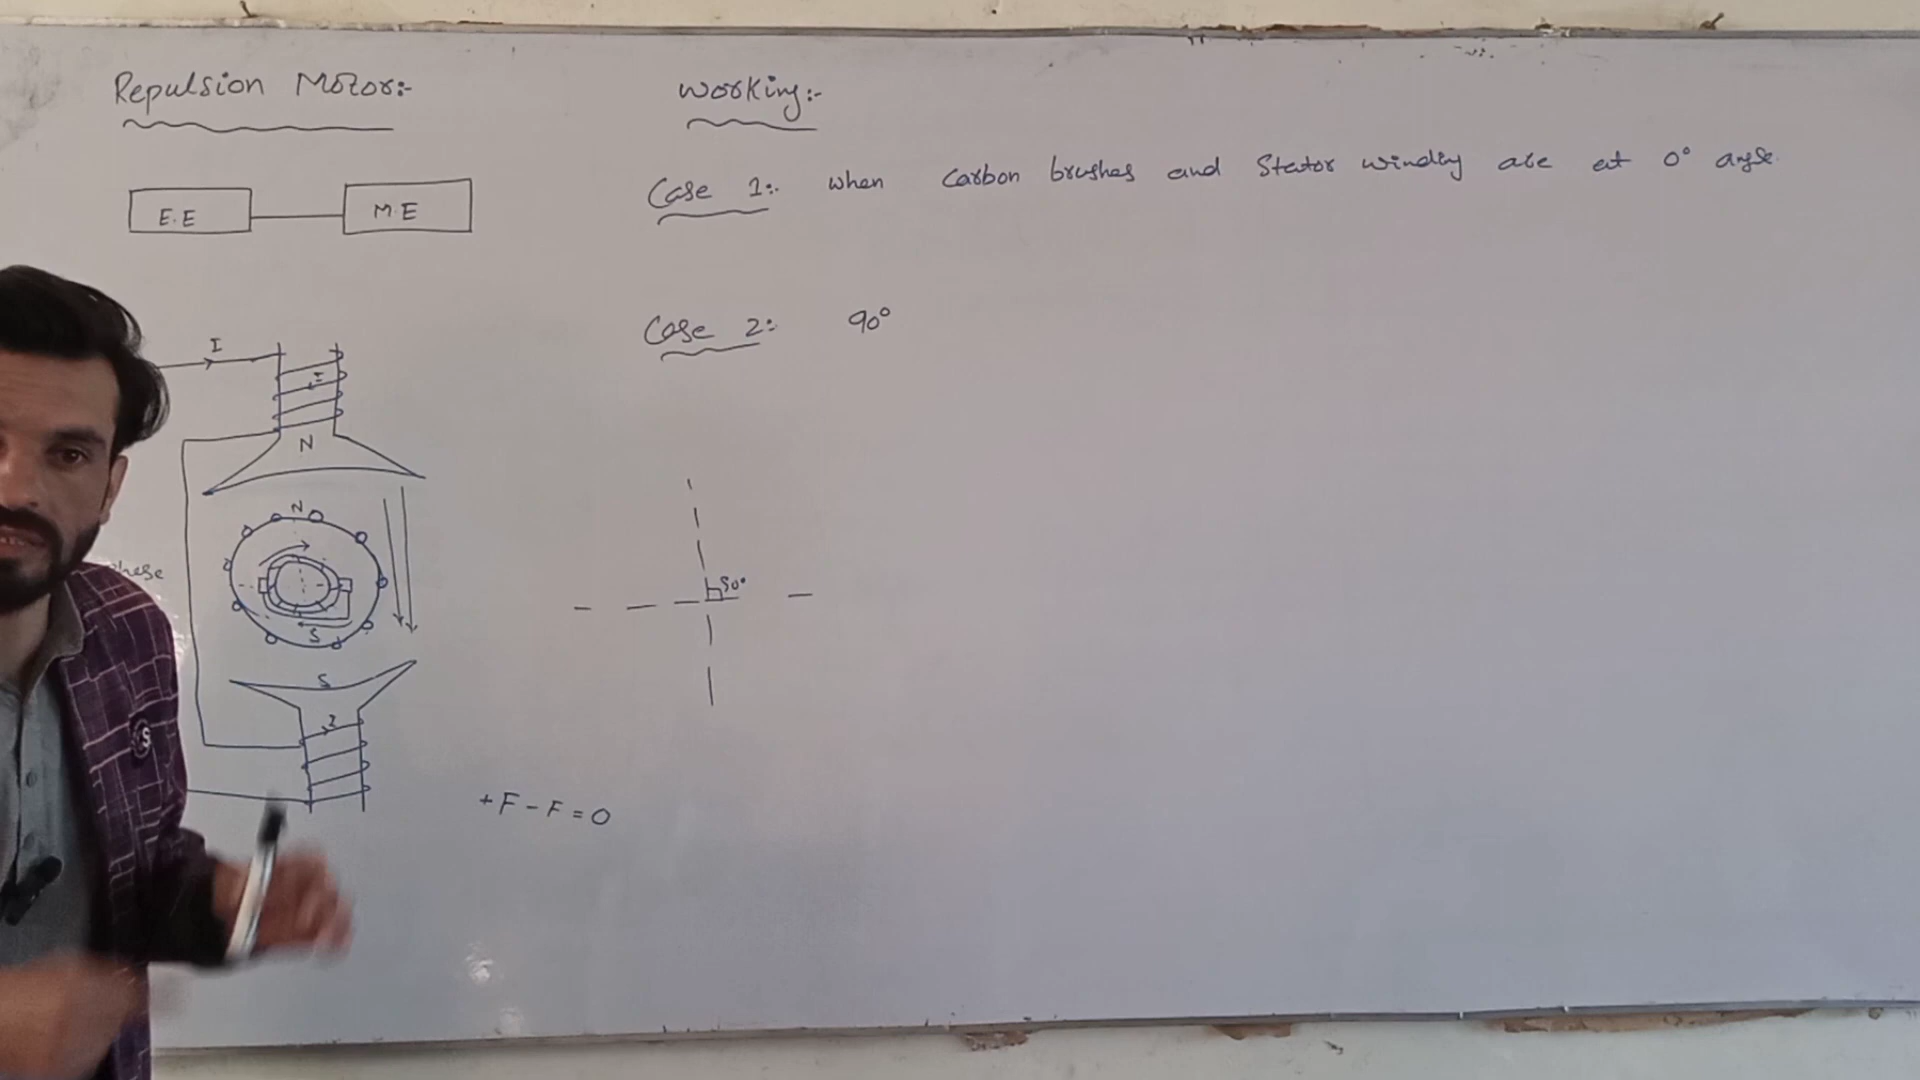 Repulsion Motor:-
E.E
M.E
I
I
N
N
S
S
I
+F-F=0
Working:-
Case 1:- When Carbon brushes and Stator winding are at 0° angle.
Case 2:- 90°
90°